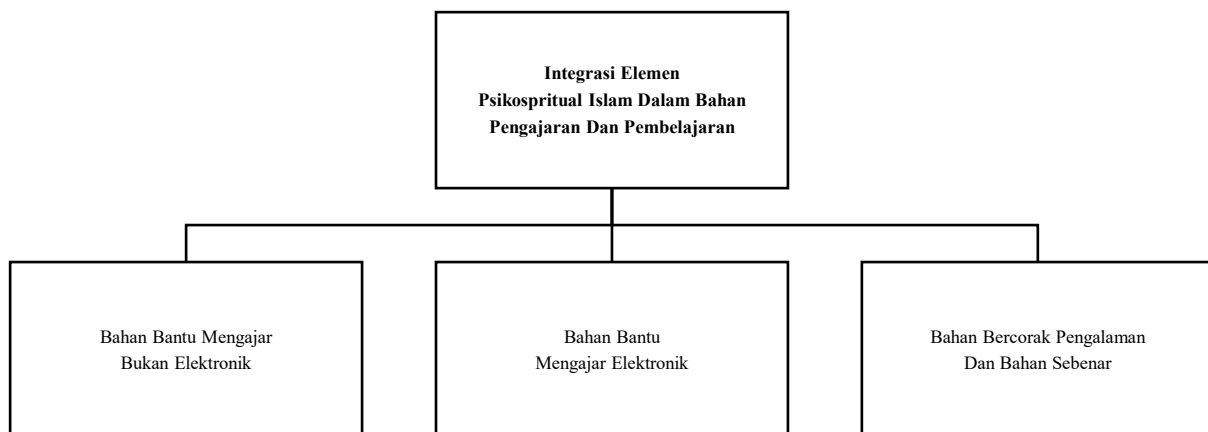 Integrasi Elemen
Psikospritual Islam Dalam Bahan
Pengajaran Dan Pembelajaran
Bahan Bantu Mengajar
Bukan Elektronik
Bahan Bantu
Mengajar Elektronik
Bahan Bercorak Pengalaman
Dan Bahan Sebenar